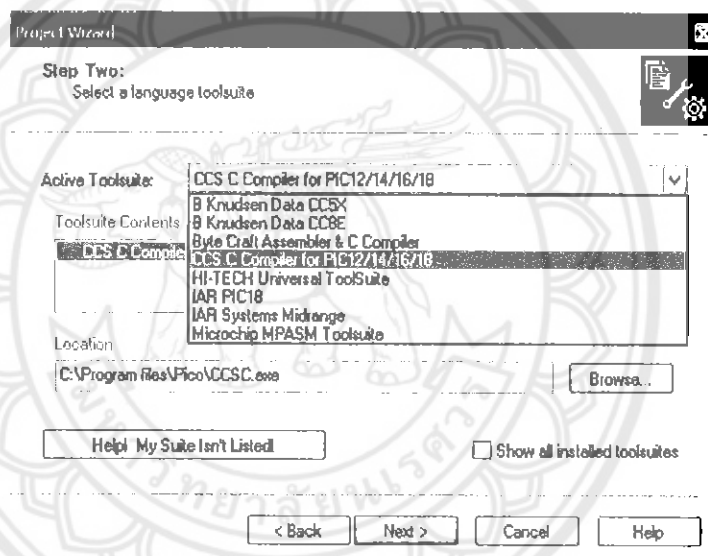 Project Wizard
Step Two:
Select a language toolsuite
Active Toolsuite:
CCS C Compiler for PIC12/14/16/18
B Knudsen Data CC5X
B Knudsen Data CC8E
Byte Craft Assembler & C Compiler
CCS C Compiler for PIC12/14/16/18
HI-TECH Universal ToolSuite
IAR PIC18
IAR Systems Midrange
Microchip MPASM Toolsuite
Toolsuite Contents
CCS C Compile
Location
C:\Program files\Pico\CCSC.exe
Browse...
Help! My Suite Isn't Listed!
Show all installed toolsuites
< Back
Next >
Cancel
Help